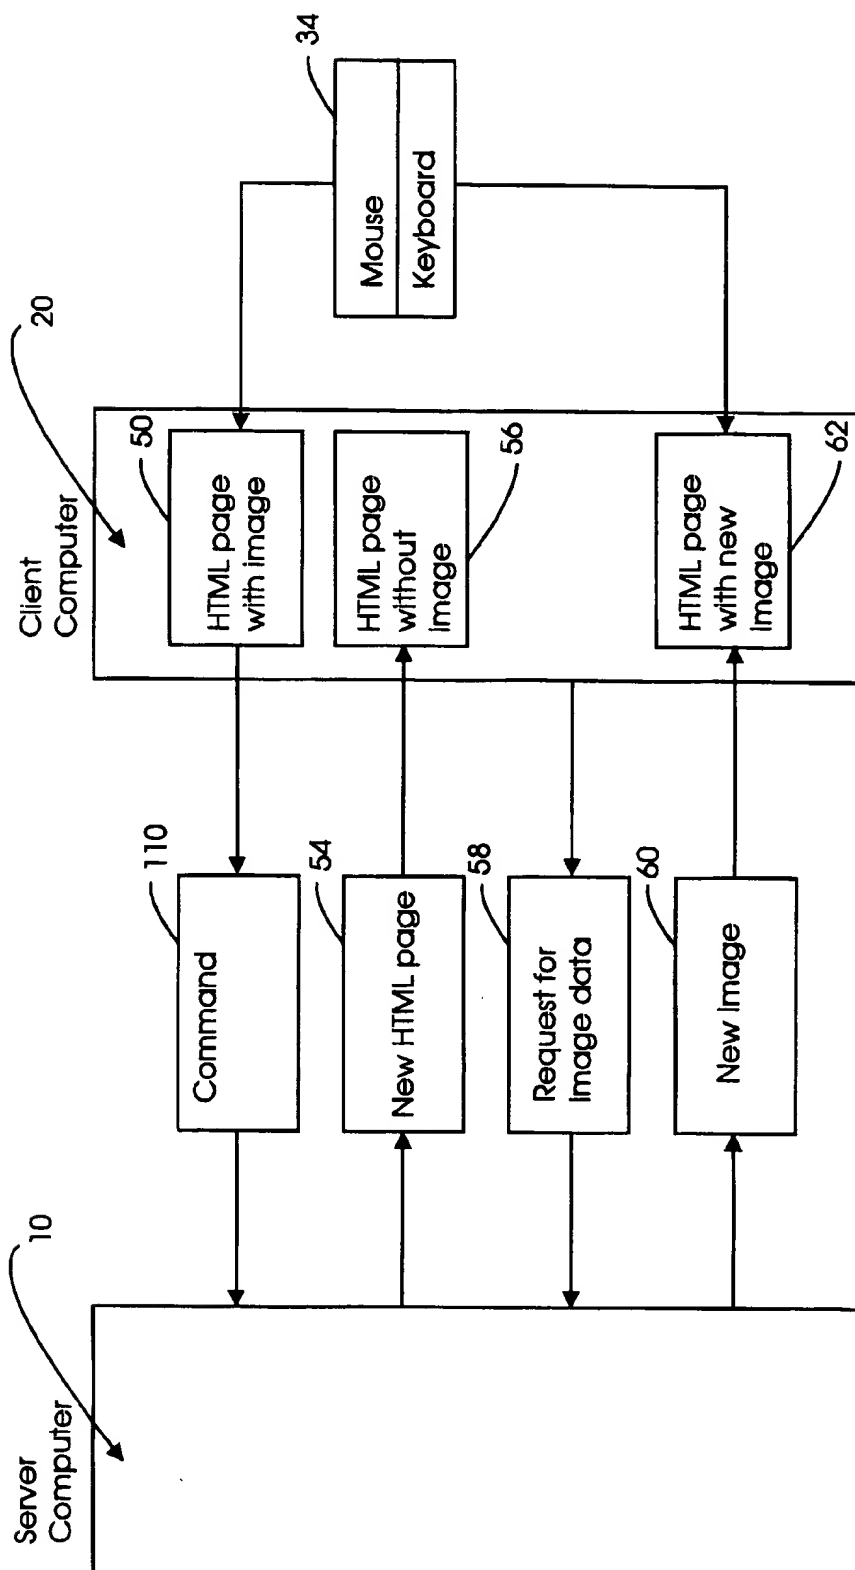 Server
Computer
10
Client
Computer
20
Command
110
HTML page
with image
50
Mouse
Keyboard
34
New HTML page
54
HTML page
without
image
56
Request for
image data
58
New Image
60
HTML page
with new
image
62